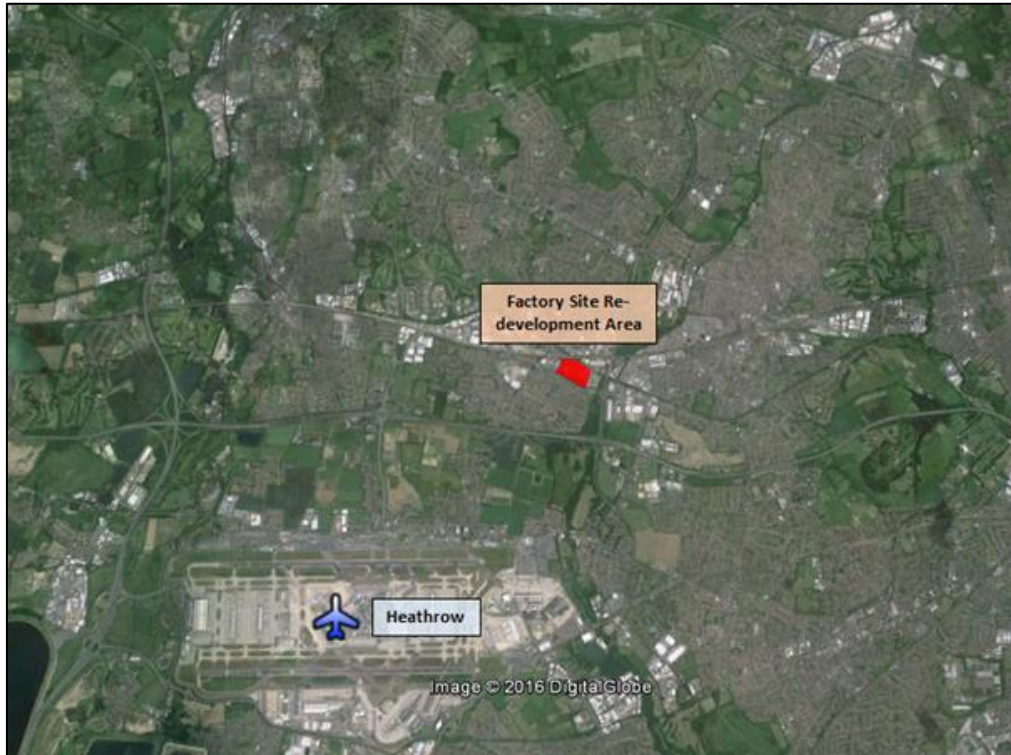 Factory Site Re-
development Area
Heathrow
Image © 2016 DigitalGlobe